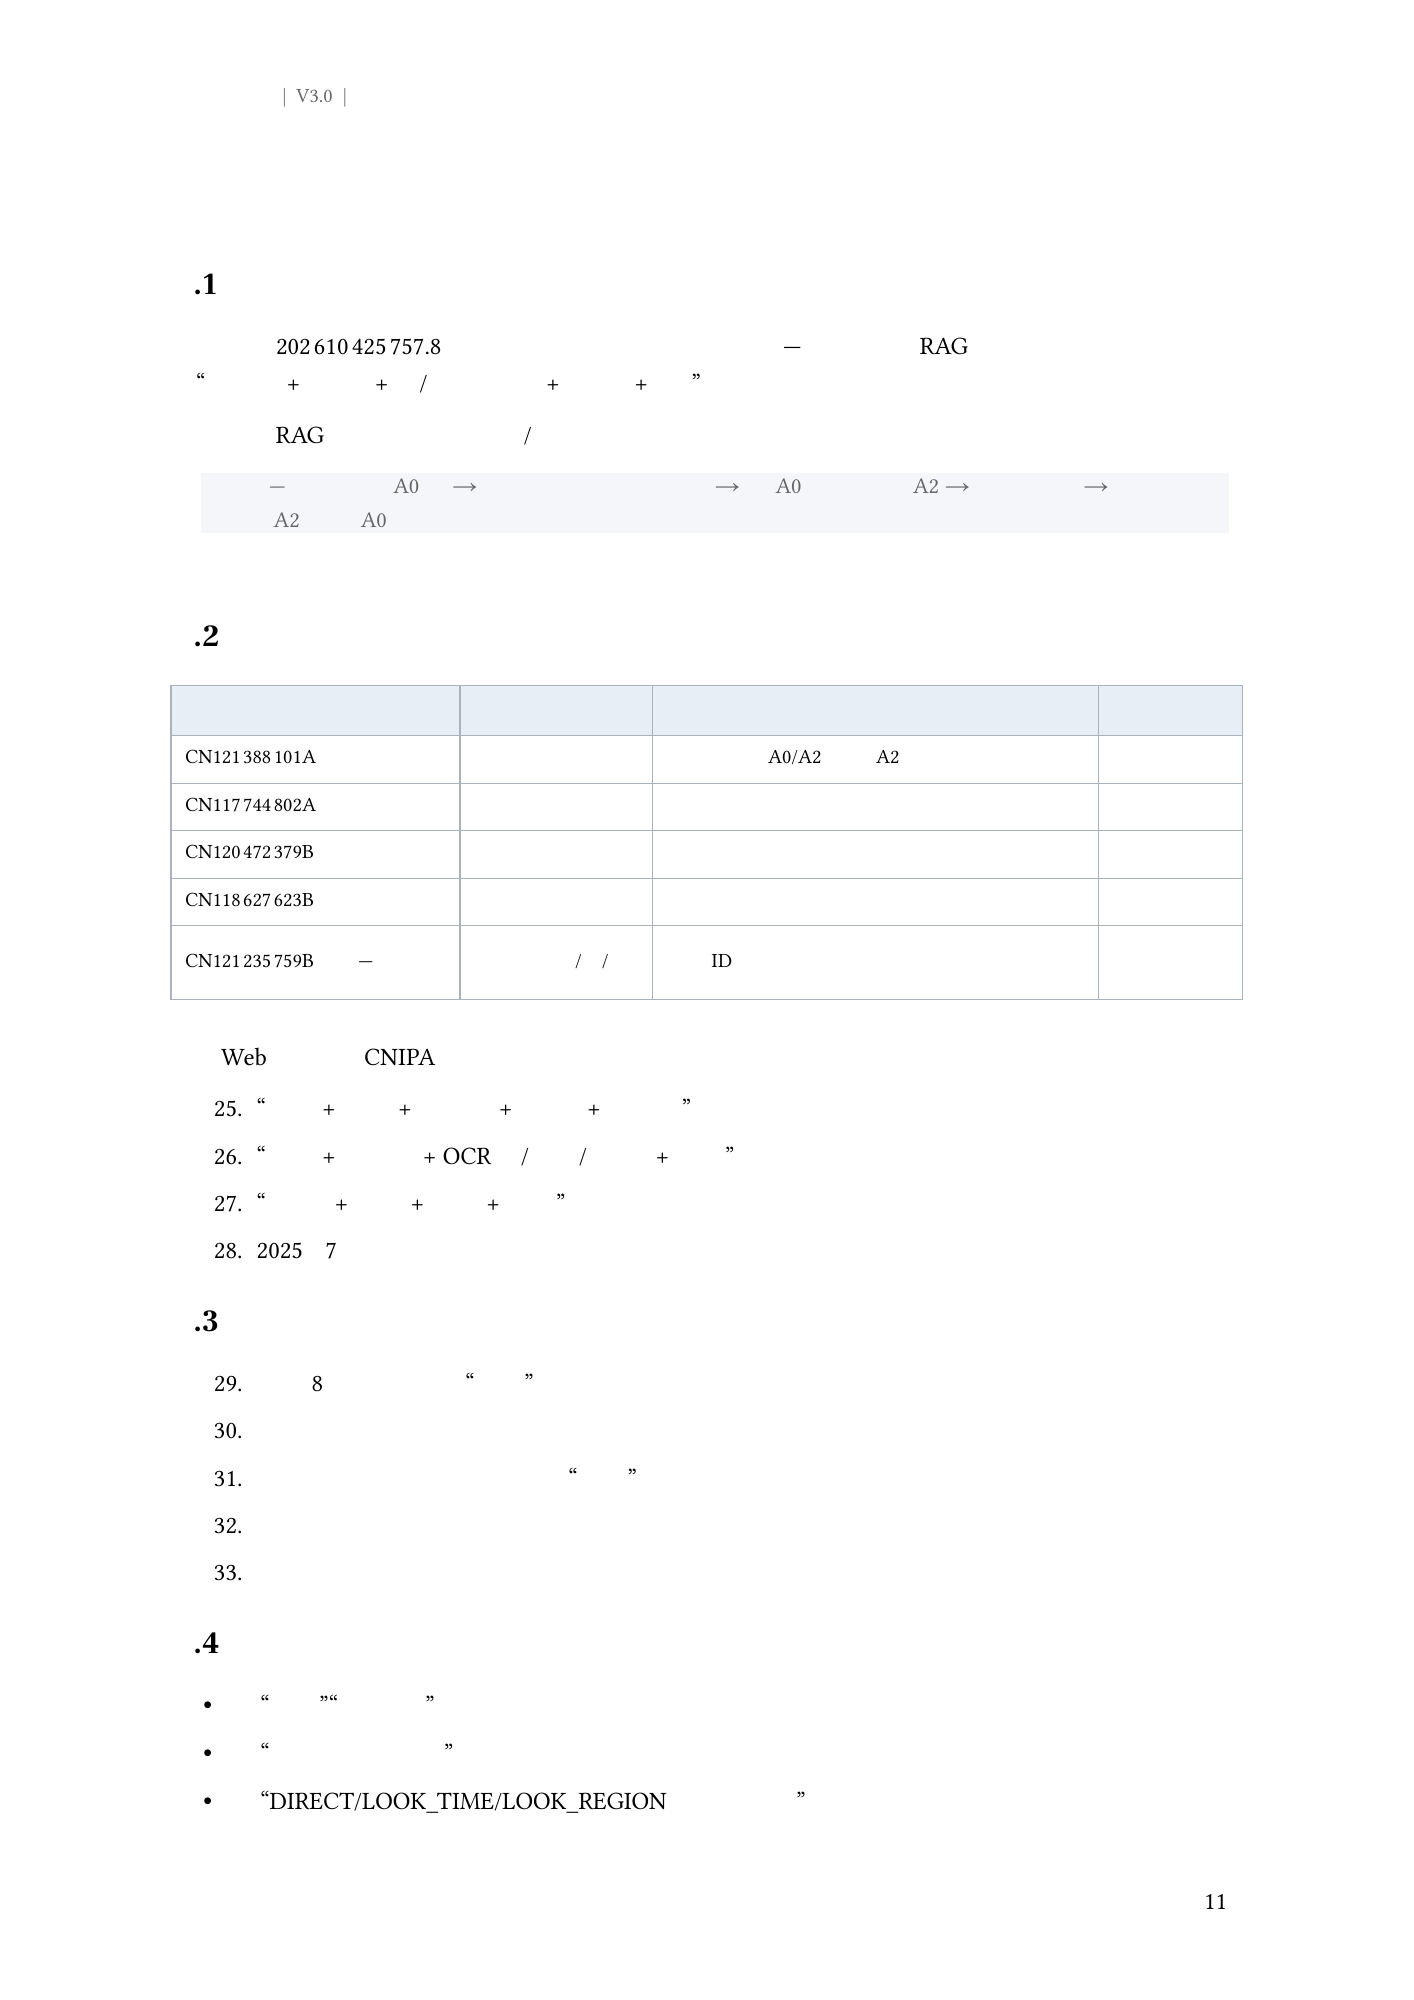 | V3.0 |
.1
202 610 425 757.8 — RAG
“ + + / + + ”
RAG /
— A0 → → A0 A2 → →
A2 A0
.2
CN121 388 101A A0/A2 A2
CN117 744 802A
CN120 472 379B
CN118 627 623B
CN121 235 759B — / / ID
Web CNIPA
25. “ + + + + ”
26. “ + + OCR / / + ”
27. “ + + + ”
28. 2025 7
.3
29. 8 “ ”
30.
31. “ ”
32.
33.
.4
• “ ”“ ”
• “ ”
• “DIRECT/LOOK_TIME/LOOK_REGION ”
11